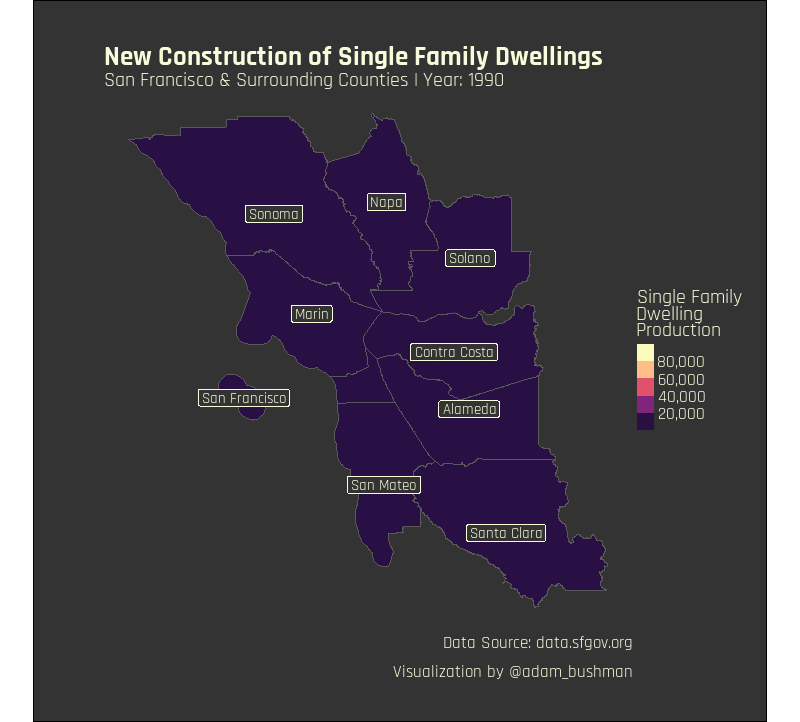 New Construction of Single Family Dwellings
San Francisco & Surrounding Counties | Year: 1990
Napa
Sonoma
Solano
Marin
Contra Costa
San Francisco
Alameda
San Mateo
Santa Clara
Single Family
Dwelling
Production
80,000
60,000
40,000
20,000
Data Source: data.sfgov.org
Visualization by @adam_bushman